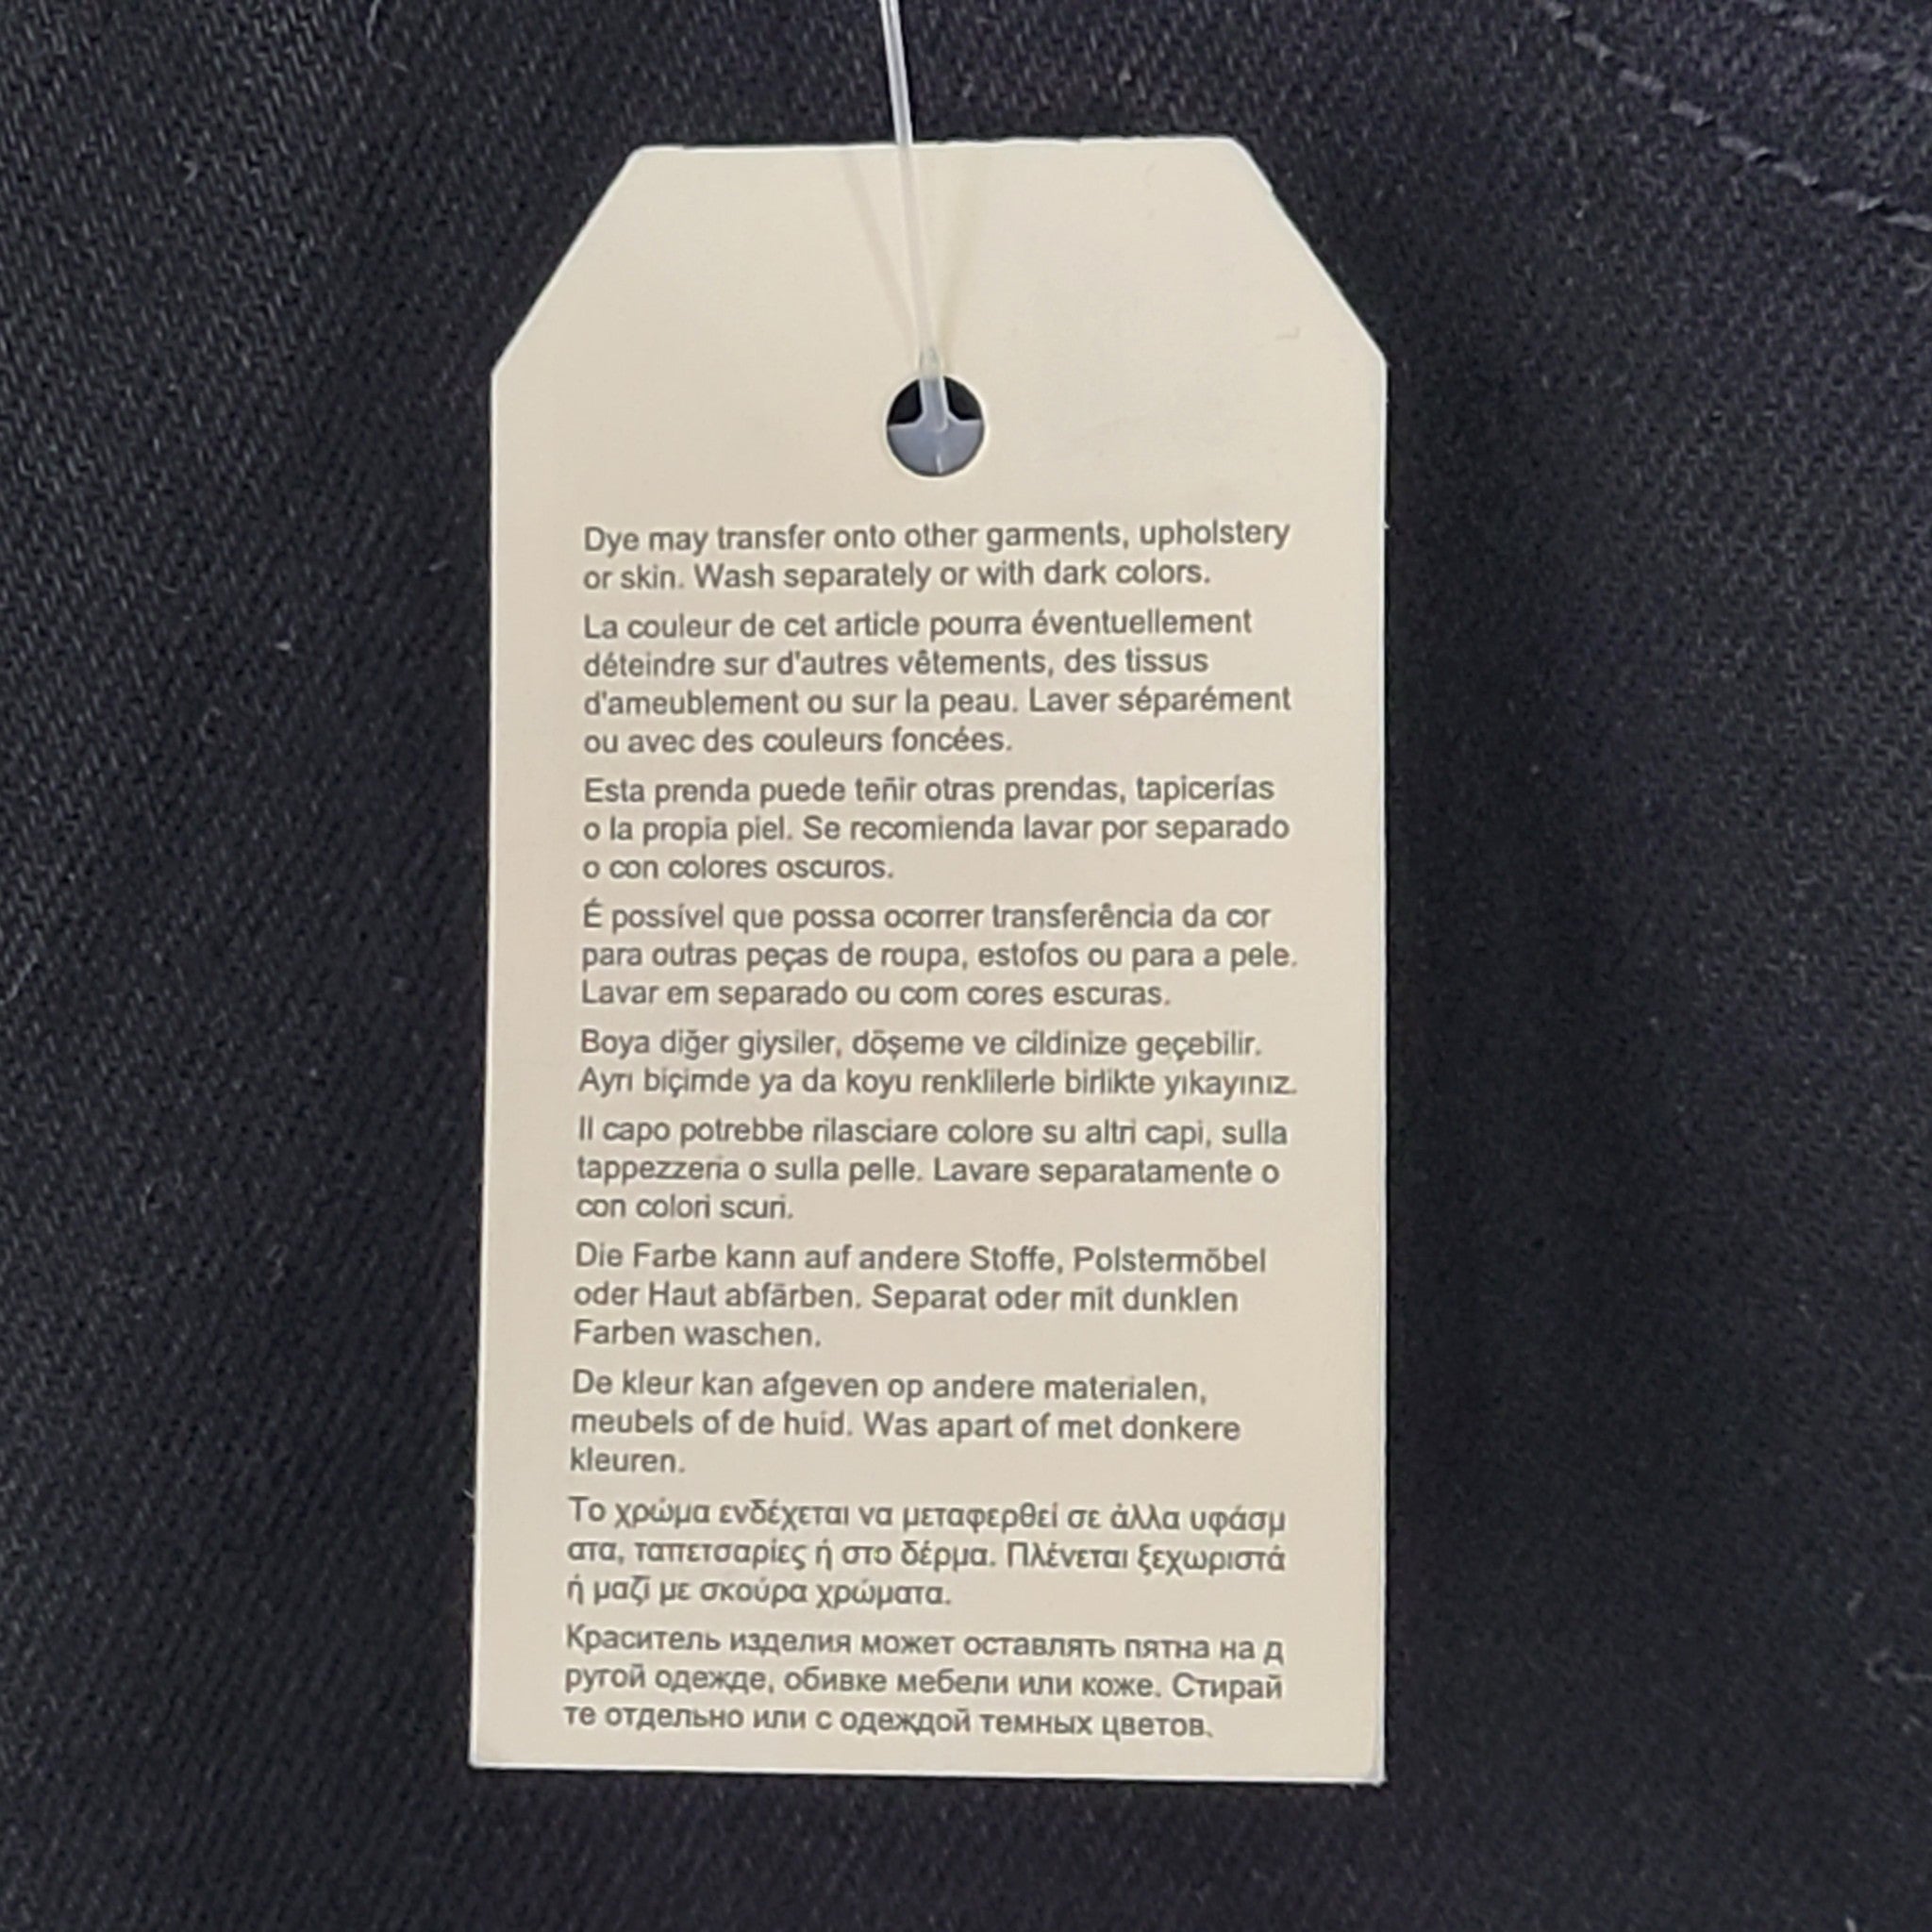 Dye may transfer onto other garments, upholstery
or skin. Wash separately or with dark colors.
La couleur de cet article pourra éventuellement
déteindre sur d'autres vêtements, des tissus
d'ameublement ou sur la peau. Laver séparément
ou avec des couleurs foncées.
Esta prenda puede teñir otras prendas, tapicerías
o la propia piel. Se recomienda lavar por separado
o con colores oscuros.
É possível que possa ocorrer transferência da cor
para outras peças de roupa, estofos ou para a pele.
Lavar em separado ou com cores escuras.
Boya diğer giysiler, döşeme ve cildinize geçebilir.
Ayrı biçimde ya da koyu renklilerle birlikte yıkayınız.
Il capo potrebbe rilasciare colore su altri capi, sulla
tappezzeria o sulla pelle. Lavare separatamente o
con colori scuri.
Die Farbe kann auf andere Stoffe, Polstermöbel
oder Haut abfärben. Separat oder mit dunklen
Farben waschen.
De kleur kan afgeven op andere materialen,
meubels of de huid. Was apart of met donkere
kleuren.
Το χρώμα ενδέχεται να μεταφερθεί σε άλλα υφάσμ
ατα, ταπετσαρίες ή στο δέρμα. Πλένεται ξεχωριστά
ή μαζί με σκούρα χρώματα.
Краситель изделия может оставлять пятна на д
ругой одежде, обивке мебели или коже. Стирай
те отдельно или с одеждой темных цветов.